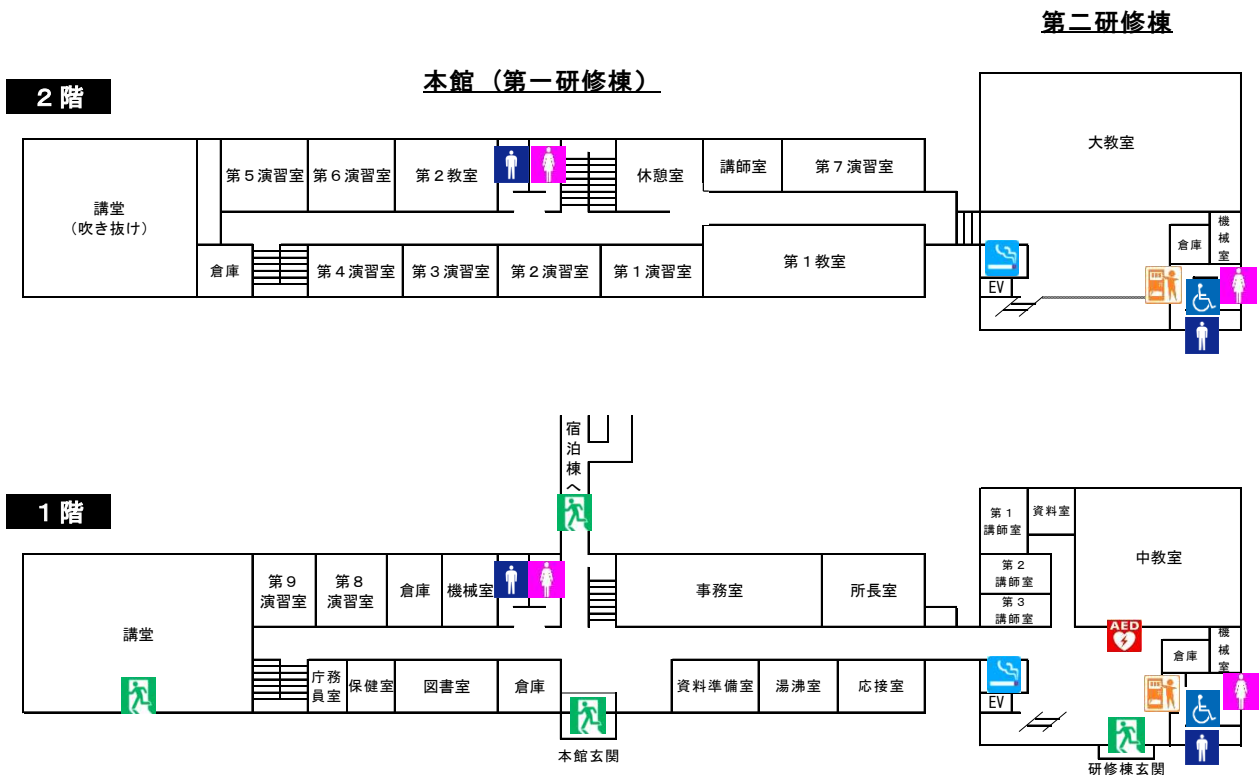 第二研修棟
本館（第一研修棟）
２階
大教室
第５演習室
第６演習室
第２教室
休憩室
講師室
第７演習室
講堂
（吹き抜け）
倉庫
第４演習室
第３演習室
第２演習室
第１演習室
第１教室
倉庫
機械室
EV
宿泊棟へ
１階
第１
講師室
資料室
中教室
第２
講師室
第３
講師室
第９
演習室
第８
演習室
倉庫
機械室
事務室
所長室
講堂
AED
倉庫
機械室
庁務
員室
保健室
図書室
倉庫
資料準備室
湯沸室
応接室
EV
本館玄関
研修棟玄関